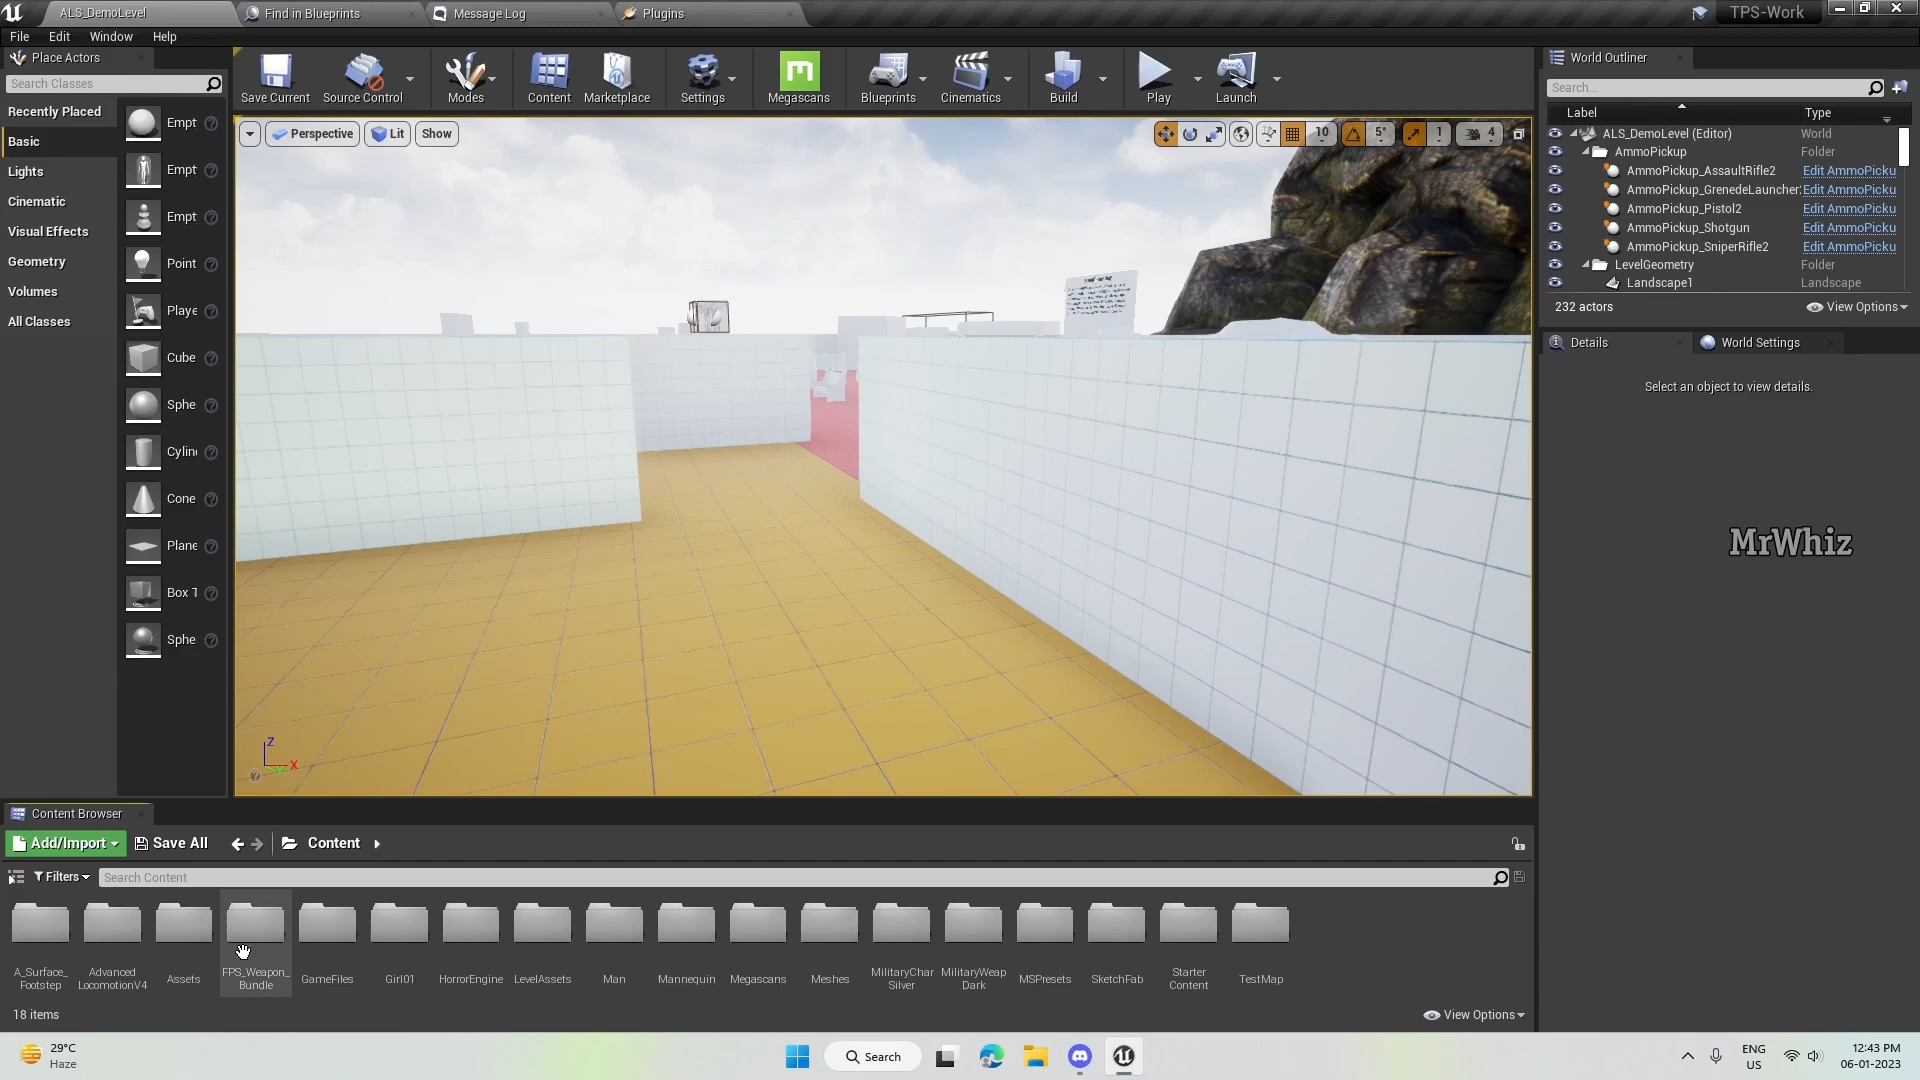 ALS_DemoLevel
Find in Blueprints
Message Log
Plugins
TPS-Work
File Edit Window Help
Place Actors
Search Classes
Recently Placed
Basic
Lights
Cinematic
Visual Effects
Geometry
Volumes
All Classes
Empt
Empt
Empt
Point
Playe
Cube
Sphe
Cylin
Cone
Plane
Box T
Sphe
Save Current
Source Control
Modes
Content
Marketplace
Settings
Megascans
Blueprints
Cinematics
Build
Play
Launch
Perspective
Lit
Show
10
5°
1
4
Z
X
World Outliner
Search...
Label
Type
ALS_DemoLevel (Editor) World
AmmoPickup Folder
AmmoPickup_AssaultRifle2 Edit AmmoPicku
AmmoPickup_GrenedeLauncher Edit AmmoPicku
AmmoPickup_Pistol2 Edit AmmoPicku
AmmoPickup_Shotgun Edit AmmoPicku
AmmoPickup_SniperRifle2 Edit AmmoPicku
LevelGeometry Folder
Landscape1 Landscape
232 actors
View Options
Details
World Settings
Select an object to view details.
MrWhiz
Content Browser
Add/Import
Save All
Content
Filters
Search Content
A_Surface_
Footstep
Advanced
LocomotionV4
Assets
FPS_Weapon_
Bundle
GameFiles
Girl01
HorrorEngine
LevelAssets
Man
Mannequin
Megascans
Meshes
MilitaryChar
Silver
MilitaryWeap
Dark
MSPresets
SketchFab
Starter
Content
TestMap
18 items
View Options
29°C
Haze
Search
ENG
US
12:43 PM
06-01-2023